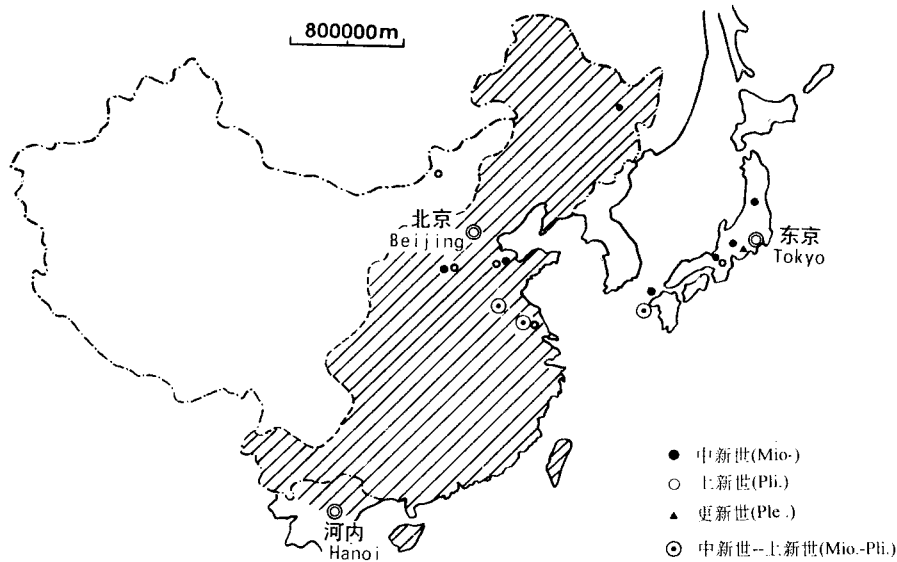 800000m
北京
Beijing
东京
Tokyo
河内
Hanoi
中新世(Mio·)
上新世(Pli.)
更新世(Ple.)
中新世--上新世(Mio.-Pli.)